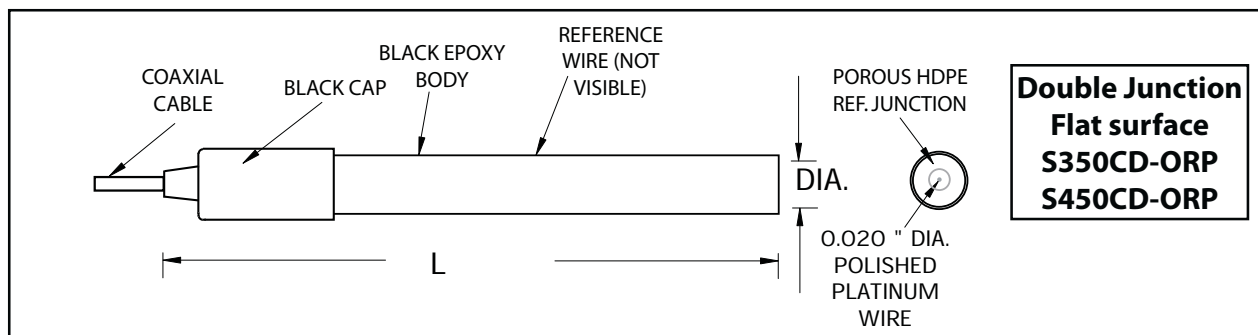 COAXIAL
CABLE
BLACK CAP
BLACK EPOXY
BODY
REFERENCE
WIRE (NOT
VISIBLE)
L
DIA.
POROUS HDPE
REF. JUNCTION
0.020 " DIA.
POLISHED
PLATINUM
WIRE
Double Junction
Flat surface
S350CD-ORP
S450CD-ORP